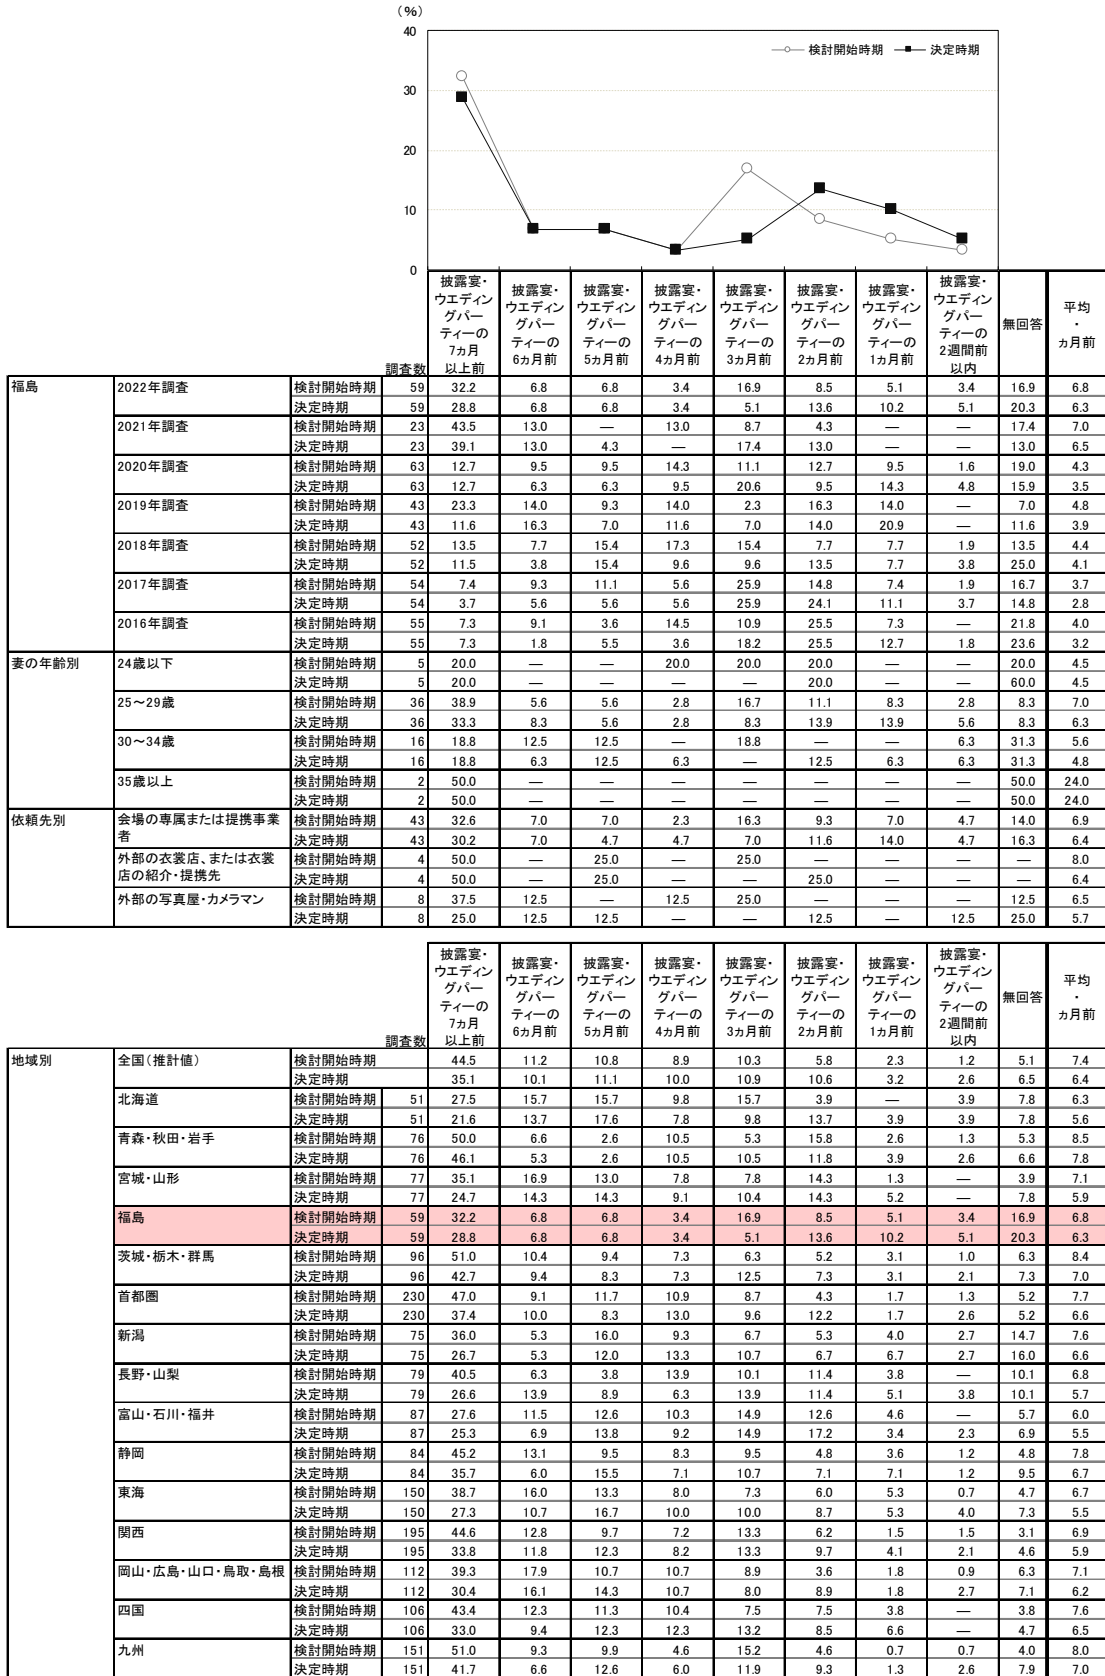 (%)
40
30
20
10
0
検討開始時期 決定時期
調査数 披露宴・ウエディングパーティーの7ヵ月以上前 披露宴・ウエディングパーティーの6ヵ月前 披露宴・ウエディングパーティーの5ヵ月前 披露宴・ウエディングパーティーの4ヵ月前 披露宴・ウエディングパーティーの3ヵ月前 披露宴・ウエディングパーティーの2ヵ月前 披露宴・ウエディングパーティーの1ヵ月前 披露宴・ウエディングパーティーの2週間前以内 無回答 平均・ヵ月前
福島 2022年調査 検討開始時期 59 32.2 6.8 6.8 3.4 16.9 8.5 5.1 3.4 16.9 6.8
決定時期 59 28.8 6.8 6.8 3.4 5.1 13.6 10.2 5.1 20.3 6.3
2021年調査 検討開始時期 23 43.5 13.0 — 13.0 8.7 4.3 — — 17.4 7.0
決定時期 23 39.1 13.0 4.3 — 17.4 13.0 — — 13.0 6.5
2020年調査 検討開始時期 63 12.7 9.5 9.5 14.3 11.1 12.7 9.5 1.6 19.0 4.3
決定時期 63 12.7 6.3 6.3 9.5 20.6 9.5 14.3 4.8 15.9 3.5
2019年調査 検討開始時期 43 23.3 14.0 9.3 14.0 2.3 16.3 14.0 — 7.0 4.8
決定時期 43 11.6 16.3 7.0 11.6 7.0 14.0 20.9 — 11.6 3.9
2018年調査 検討開始時期 52 13.5 7.7 15.4 17.3 15.4 7.7 7.7 1.9 13.5 4.4
決定時期 52 11.5 3.8 15.4 9.6 9.6 13.5 7.7 3.8 25.0 4.1
2017年調査 検討開始時期 54 7.4 9.3 11.1 5.6 25.9 14.8 7.4 1.9 16.7 3.7
決定時期 54 3.7 5.6 5.6 5.6 25.9 24.1 11.1 3.7 14.8 2.8
2016年調査 検討開始時期 55 7.3 9.1 3.6 14.5 10.9 25.5 7.3 — 21.8 4.0
決定時期 55 7.3 1.8 5.5 3.6 18.2 25.5 12.7 1.8 23.6 3.2
妻の年齢別 24歳以下 検討開始時期 5 20.0 — — 20.0 20.0 20.0 — — 20.0 4.5
決定時期 5 20.0 — — — — 20.0 — — 60.0 4.5
25～29歳 検討開始時期 36 38.9 5.6 5.6 2.8 16.7 11.1 8.3 2.8 8.3 7.0
決定時期 36 33.3 8.3 5.6 2.8 8.3 13.9 13.9 5.6 8.3 6.3
30～34歳 検討開始時期 16 18.8 12.5 12.5 — 18.8 — — 6.3 31.3 5.6
決定時期 16 18.8 6.3 12.5 6.3 — 12.5 6.3 6.3 31.3 4.8
35歳以上 検討開始時期 2 50.0 — — — — — — — 50.0 24.0
決定時期 2 50.0 — — — — — — — 50.0 24.0
依頼先別 会場の専属または提携事業者 検討開始時期 43 32.6 7.0 7.0 2.3 16.3 9.3 7.0 4.7 14.0 6.9
決定時期 43 30.2 7.0 4.7 4.7 7.0 11.6 14.0 4.7 16.3 6.4
外部の衣裳店、または衣裳店の紹介・提携先 検討開始時期 4 50.0 — 25.0 — 25.0 — — — — 8.0
決定時期 4 50.0 — 25.0 — — 25.0 — — — 6.4
外部の写真屋・カメラマン 検討開始時期 8 37.5 12.5 — 12.5 25.0 — — — 12.5 6.5
決定時期 8 25.0 12.5 12.5 — — 12.5 — 12.5 25.0 5.7
調査数 披露宴・ウエディングパーティーの7ヵ月以上前 披露宴・ウエディングパーティーの6ヵ月前 披露宴・ウエディングパーティーの5ヵ月前 披露宴・ウエディングパーティーの4ヵ月前 披露宴・ウエディングパーティーの3ヵ月前 披露宴・ウエディングパーティーの2ヵ月前 披露宴・ウエディングパーティーの1ヵ月前 披露宴・ウエディングパーティーの2週間前以内 無回答 平均・ヵ月前
地域別 全国(推計値) 検討開始時期 44.5 11.2 10.8 8.9 10.3 5.8 2.3 1.2 5.1 7.4
決定時期 35.1 10.1 11.1 10.0 10.9 10.6 3.2 2.6 6.5 6.4
北海道 検討開始時期 51 27.5 15.7 15.7 9.8 15.7 3.9 — 3.9 7.8 6.3
決定時期 51 21.6 13.7 17.6 7.8 9.8 13.7 3.9 3.9 7.8 5.6
青森・秋田・岩手 検討開始時期 76 50.0 6.6 2.6 10.5 5.3 15.8 2.6 1.3 5.3 8.5
決定時期 76 46.1 5.3 2.6 10.5 10.5 11.8 3.9 2.6 6.6 7.8
宮城・山形 検討開始時期 77 35.1 16.9 13.0 7.8 7.8 14.3 1.3 — 3.9 7.1
決定時期 77 24.7 14.3 14.3 9.1 10.4 14.3 5.2 — 7.8 5.9
福島 検討開始時期 59 32.2 6.8 6.8 3.4 16.9 8.5 5.1 3.4 16.9 6.8
決定時期 59 28.8 6.8 6.8 3.4 5.1 13.6 10.2 5.1 20.3 6.3
茨城・栃木・群馬 検討開始時期 96 51.0 10.4 9.4 7.3 6.3 5.2 3.1 1.0 6.3 8.4
決定時期 96 42.7 9.4 8.3 7.3 12.5 7.3 3.1 2.1 7.3 7.0
首都圏 検討開始時期 230 47.0 9.1 11.7 10.9 8.7 4.3 1.7 1.3 5.2 7.7
決定時期 230 37.4 10.0 8.3 13.0 9.6 12.2 1.7 2.6 5.2 6.6
新潟 検討開始時期 75 36.0 5.3 16.0 9.3 6.7 5.3 4.0 2.7 14.7 7.6
決定時期 75 26.7 5.3 12.0 13.3 10.7 6.7 6.7 2.7 16.0 6.6
長野・山梨 検討開始時期 79 40.5 6.3 3.8 13.9 10.1 11.4 3.8 — 10.1 6.8
決定時期 79 26.6 13.9 8.9 6.3 13.9 11.4 5.1 3.8 10.1 5.7
富山・石川・福井 検討開始時期 87 27.6 11.5 12.6 10.3 14.9 12.6 4.6 — 5.7 6.0
決定時期 87 25.3 6.9 13.8 9.2 14.9 17.2 3.4 2.3 6.9 5.5
静岡 検討開始時期 84 45.2 13.1 9.5 8.3 9.5 4.8 3.6 1.2 4.8 7.8
決定時期 84 35.7 6.0 15.5 7.1 10.7 7.1 7.1 1.2 9.5 6.7
東海 検討開始時期 150 38.7 16.0 13.3 8.0 7.3 6.0 5.3 0.7 4.7 6.7
決定時期 150 27.3 10.7 16.7 10.0 10.0 8.7 5.3 4.0 7.3 5.5
関西 検討開始時期 195 44.6 12.8 9.7 7.2 13.3 6.2 1.5 1.5 3.1 6.9
決定時期 195 33.8 11.8 12.3 8.2 13.3 9.7 4.1 2.1 4.6 5.9
岡山・広島・山口・鳥取・島根 検討開始時期 112 39.3 17.9 10.7 10.7 8.9 3.6 1.8 0.9 6.3 7.1
決定時期 112 30.4 16.1 14.3 10.7 8.0 8.9 1.8 2.7 7.1 6.2
四国 検討開始時期 106 43.4 12.3 11.3 10.4 7.5 7.5 3.8 — 3.8 7.6
決定時期 106 33.0 9.4 12.3 12.3 13.2 8.5 6.6 — 4.7 6.5
九州 検討開始時期 151 51.0 9.3 9.9 4.6 15.2 4.6 0.7 0.7 4.0 8.0
決定時期 151 41.7 6.6 12.6 6.0 11.9 9.3 1.3 2.6 7.9 7.0